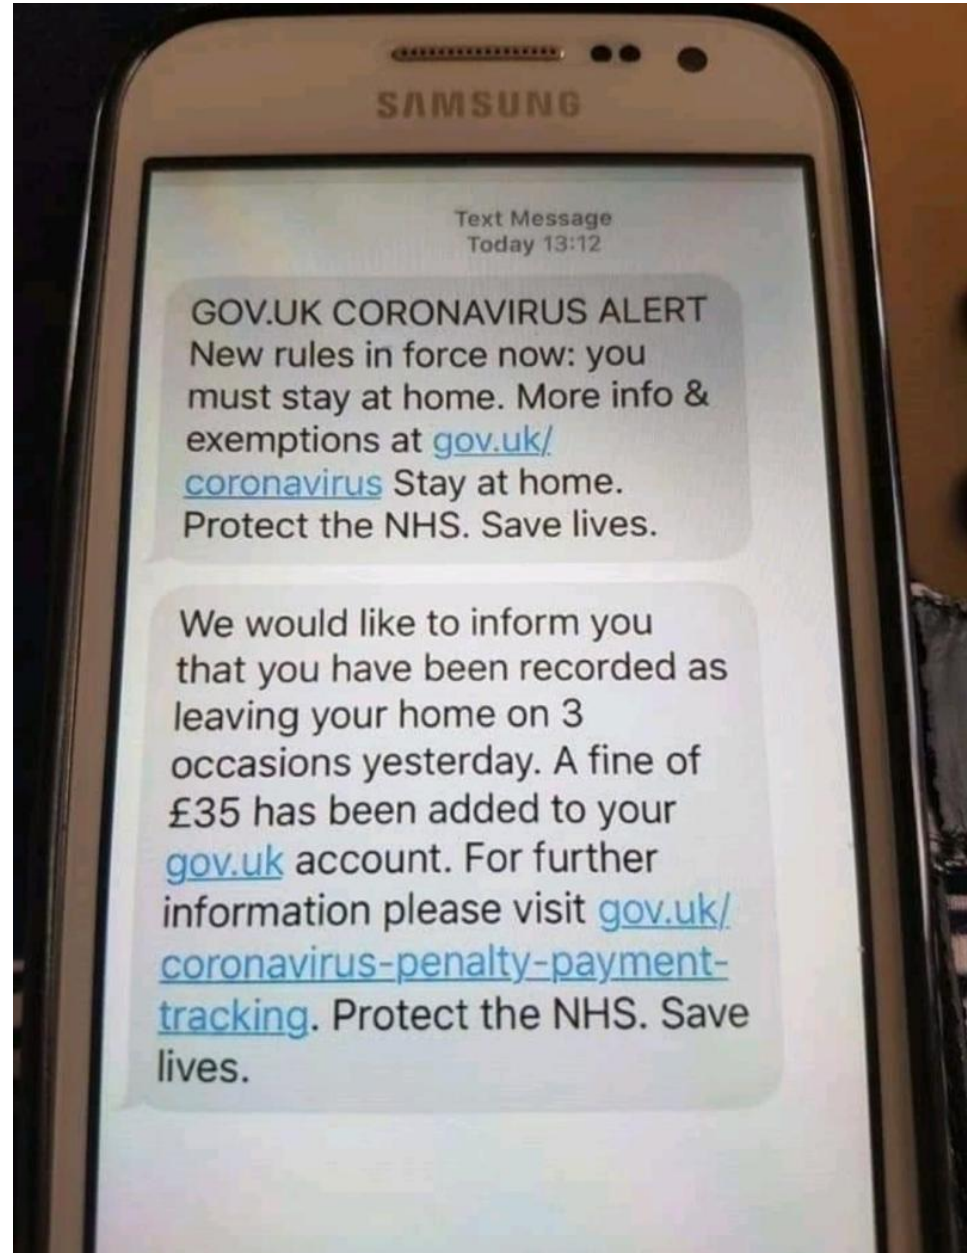 SAMSUNG
Text Message
Today 13:12
GOV.UK CORONAVIRUS ALERT
New rules in force now: you
must stay at home. More info &
exemptions at gov.uk/
coronavirus Stay at home.
Protect the NHS. Save lives.
We would like to inform you
that you have been recorded as
leaving your home on 3
occasions yesterday. A fine of
£35 has been added to your
gov.uk account. For further
information please visit gov.uk/
coronavirus-penalty-payment-
tracking. Protect the NHS. Save
lives.